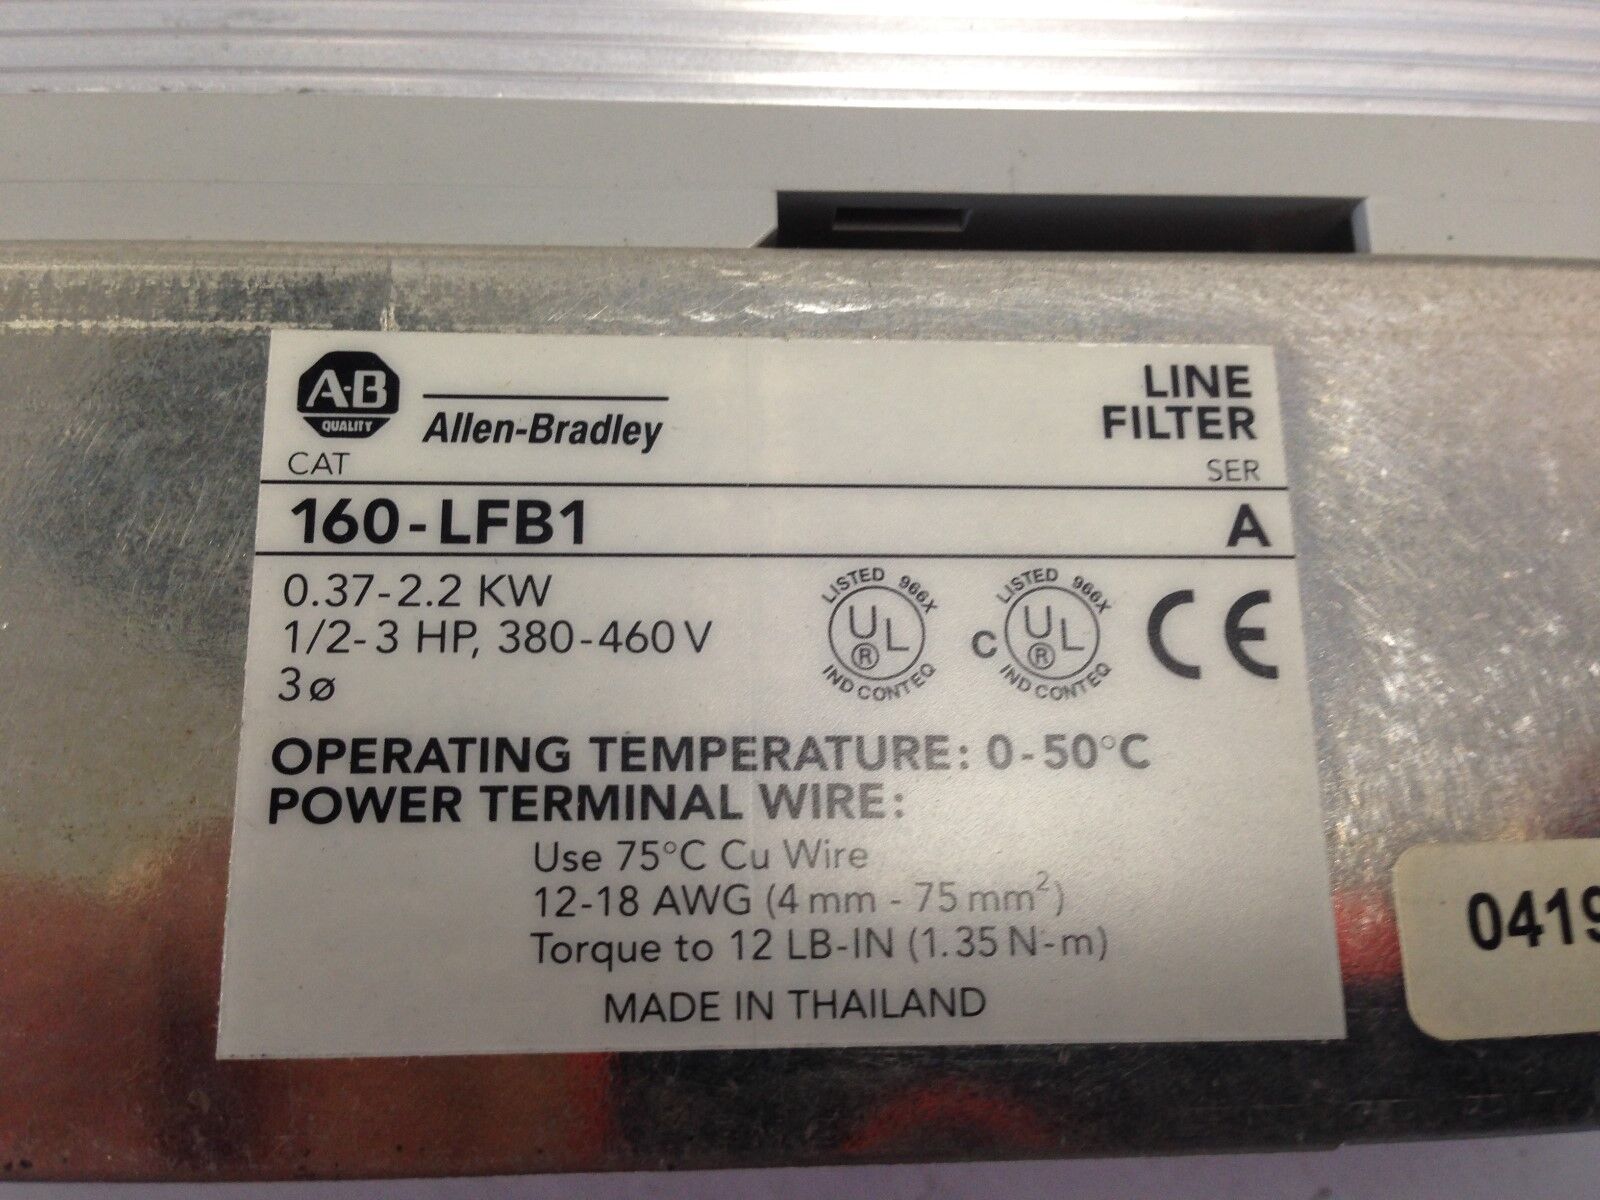 A-B
QUALITY
Allen-Bradley
LINE
FILTER
CAT
SER
160-LFB1
A
0.37-2.2 KW
1/2-3 HP, 380-460 V
3ø
LISTED 966X
UL
®
IND CONTEQ
C
LISTED 966X
UL
®
IND CONTEQ
CE
OPERATING TEMPERATURE: 0-50°C
POWER TERMINAL WIRE:
Use 75°C Cu Wire
12-18 AWG (4 mm - 75 mm²)
Torque to 12 LB-IN (1.35 N-m)
MADE IN THAILAND